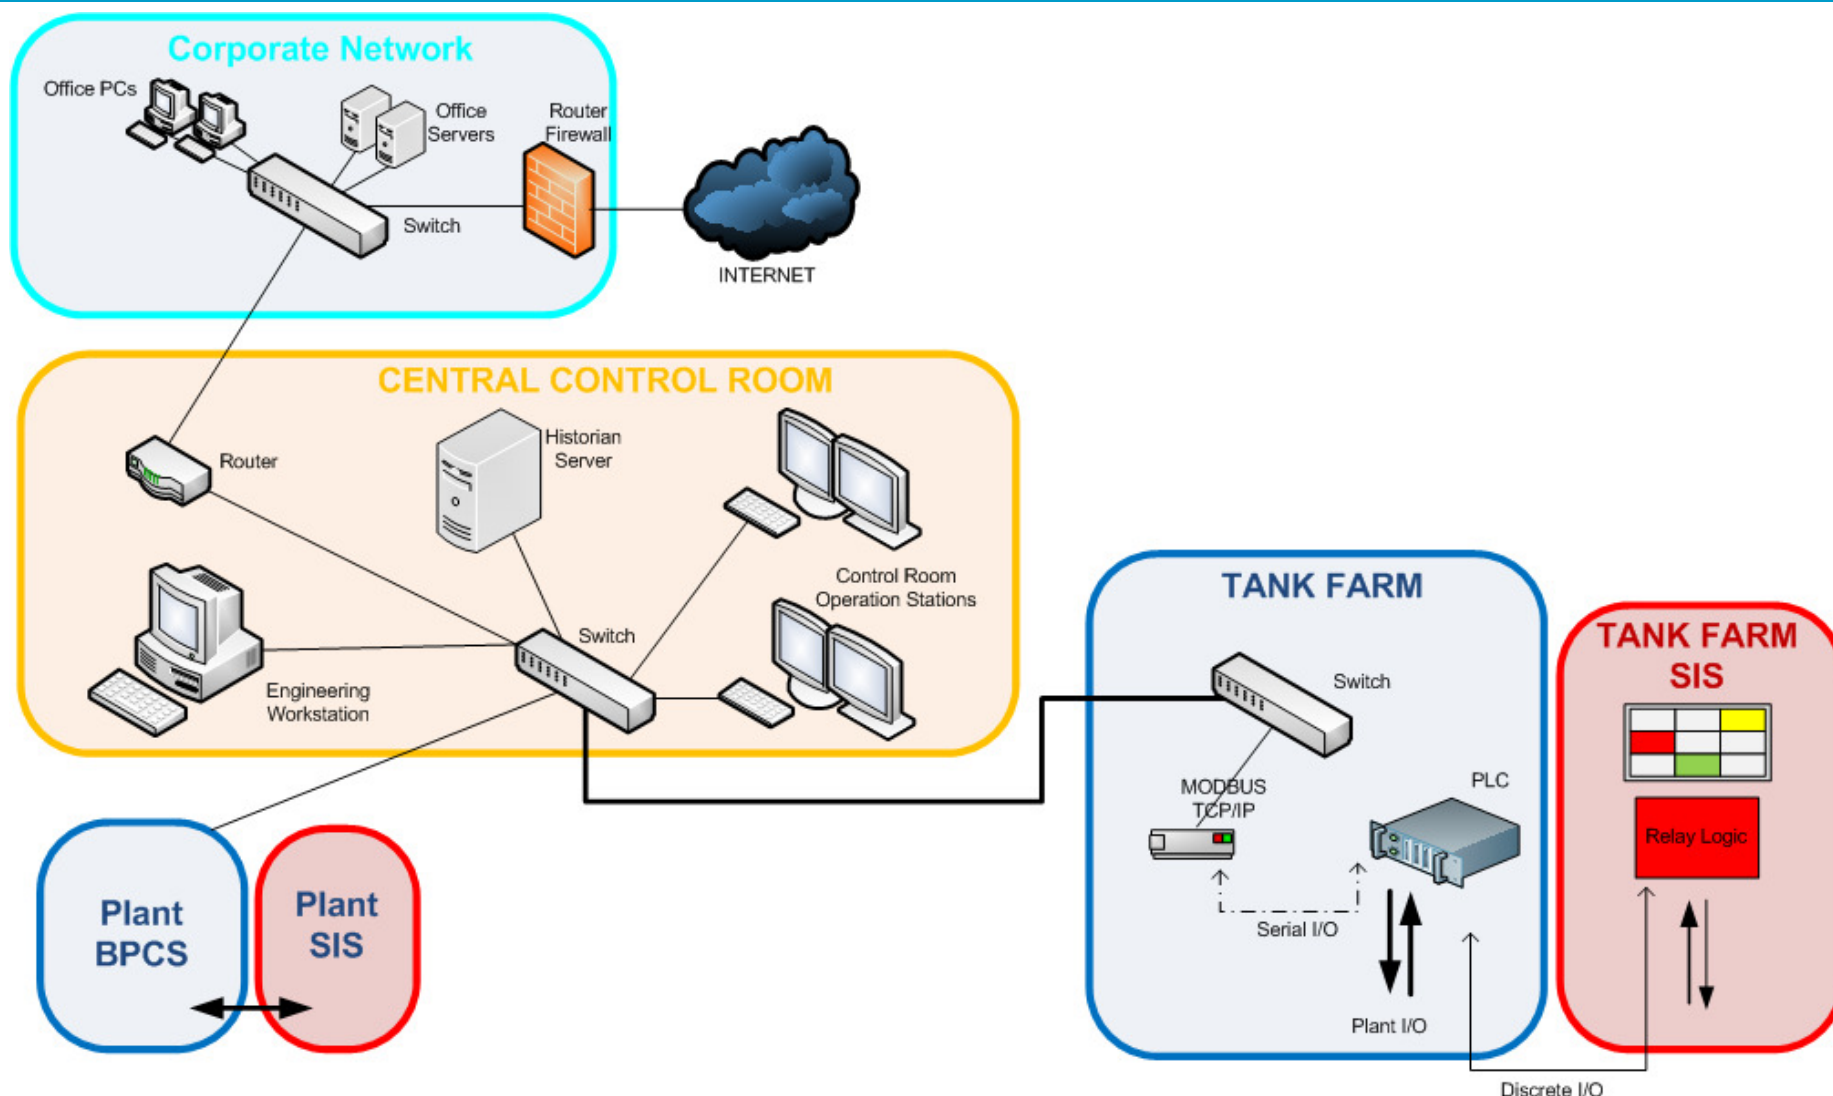 Corporate Network
Office PCs
Office
Servers
Router
Firewall
Switch
INTERNET
CENTRAL CONTROL ROOM
Router
Historian
Server
Control Room
Operation Stations
Switch
Engineering
Workstation
Plant
BPCS
Plant
SIS
TANK FARM
Switch
MODBUS
TCP/IP
PLC
Serial I/O
Plant I/O
TANK FARM
SIS
Relay Logic
Discrete I/O